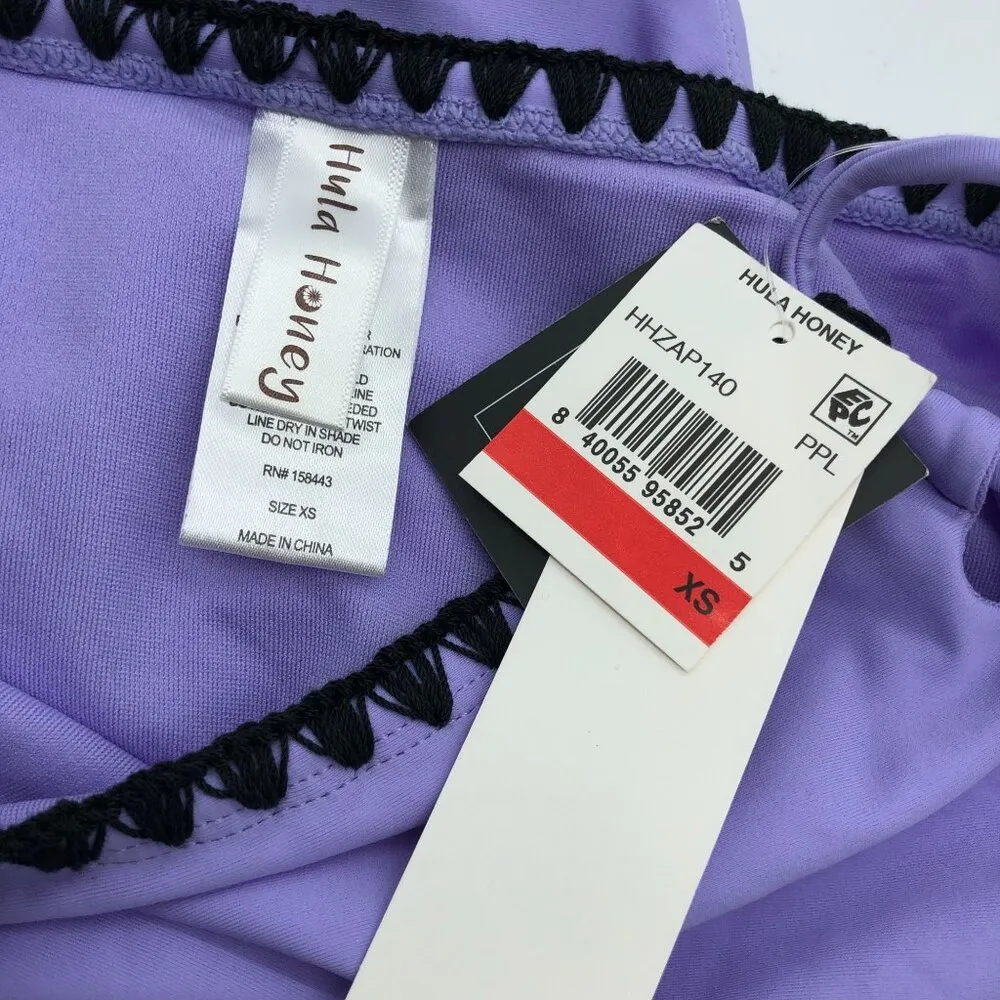 Hula Honey
LINE DRY IN SHADE
DO NOT IRON
RN# 158443
SIZE XS
MADE IN CHINA
HULA HONEY
HHZAP140
EPC™
PPL
8 40055 95852 5
XS